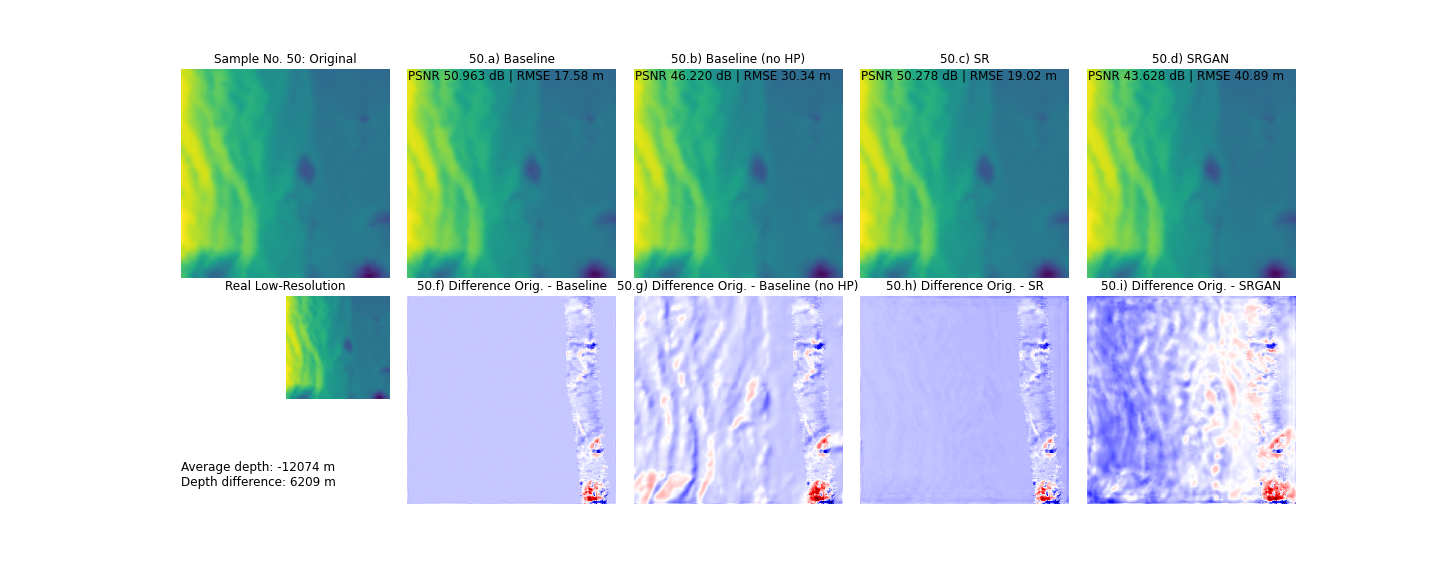 Sample No. 50: Original
50.a) Baseline
50.b) Baseline (no HP)
50.c) SR
50.d) SRGAN
PSNR 50.963 dB | RMSE 17.58 m
PSNR 46.220 dB | RMSE 30.34 m
PSNR 50.278 dB | RMSE 19.02 m
PSNR 43.628 dB | RMSE 40.89 m
Real Low-Resolution
50.f) Difference Orig. - Baseline
50.g) Difference Orig. - Baseline (no HP)
50.h) Difference Orig. - SR
50.i) Difference Orig. - SRGAN
Average depth: -12074 m
Depth difference: 6209 m